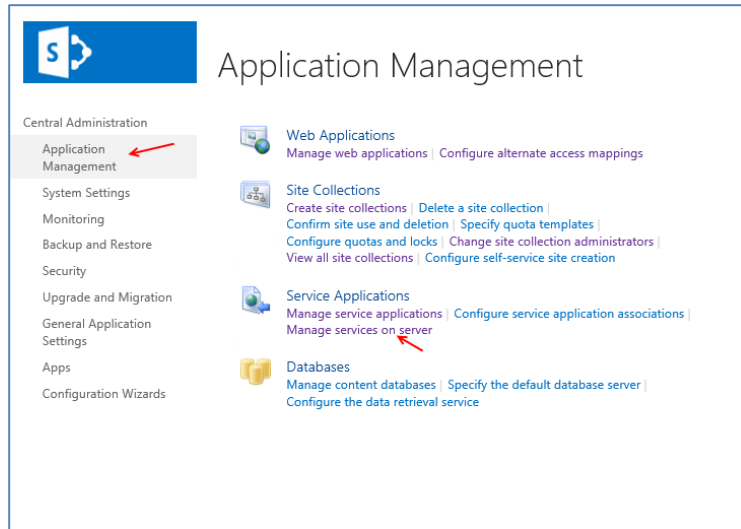 S
Application Management
Central Administration
Application
Management
System Settings
Monitoring
Backup and Restore
Security
Upgrade and Migration
General Application
Settings
Apps
Configuration Wizards
Web Applications
Manage web applications | Configure alternate access mappings
Site Collections
Create site collections | Delete a site collection |
Confirm site use and deletion | Specify quota templates |
Configure quotas and locks | Change site collection administrators |
View all site collections | Configure self-service site creation
Service Applications
Manage service applications | Configure service application associations |
Manage services on server
Databases
Manage content databases | Specify the default database server |
Configure the data retrieval service